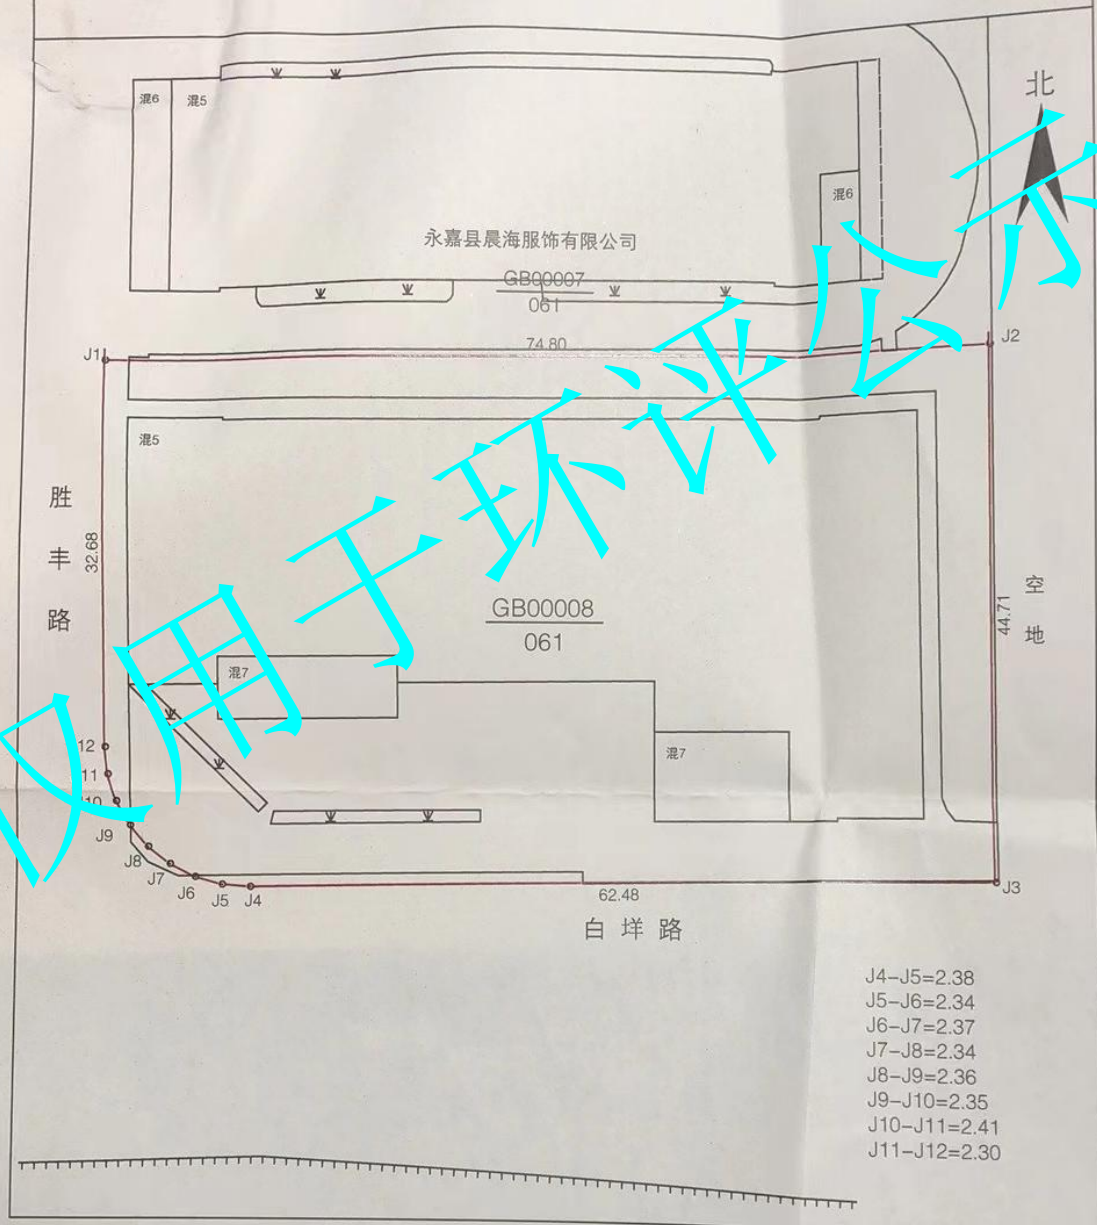 北
混6
混5
混6
永嘉县晨海服饰有限公司
GB00007
061
74.80
J1
J2
混5
胜丰路
32.68
GB00008
061
空地
44.71
混7
混7
12
11
10
J9
J8
J7
J6
J5
J4
62.48
J3
白垟路
J4-J5=2.38
J5-J6=2.34
J6-J7=2.37
J7-J8=2.34
J8-J9=2.36
J9-J10=2.35
J10-J11=2.41
J11-J12=2.30
仅用于环评公示